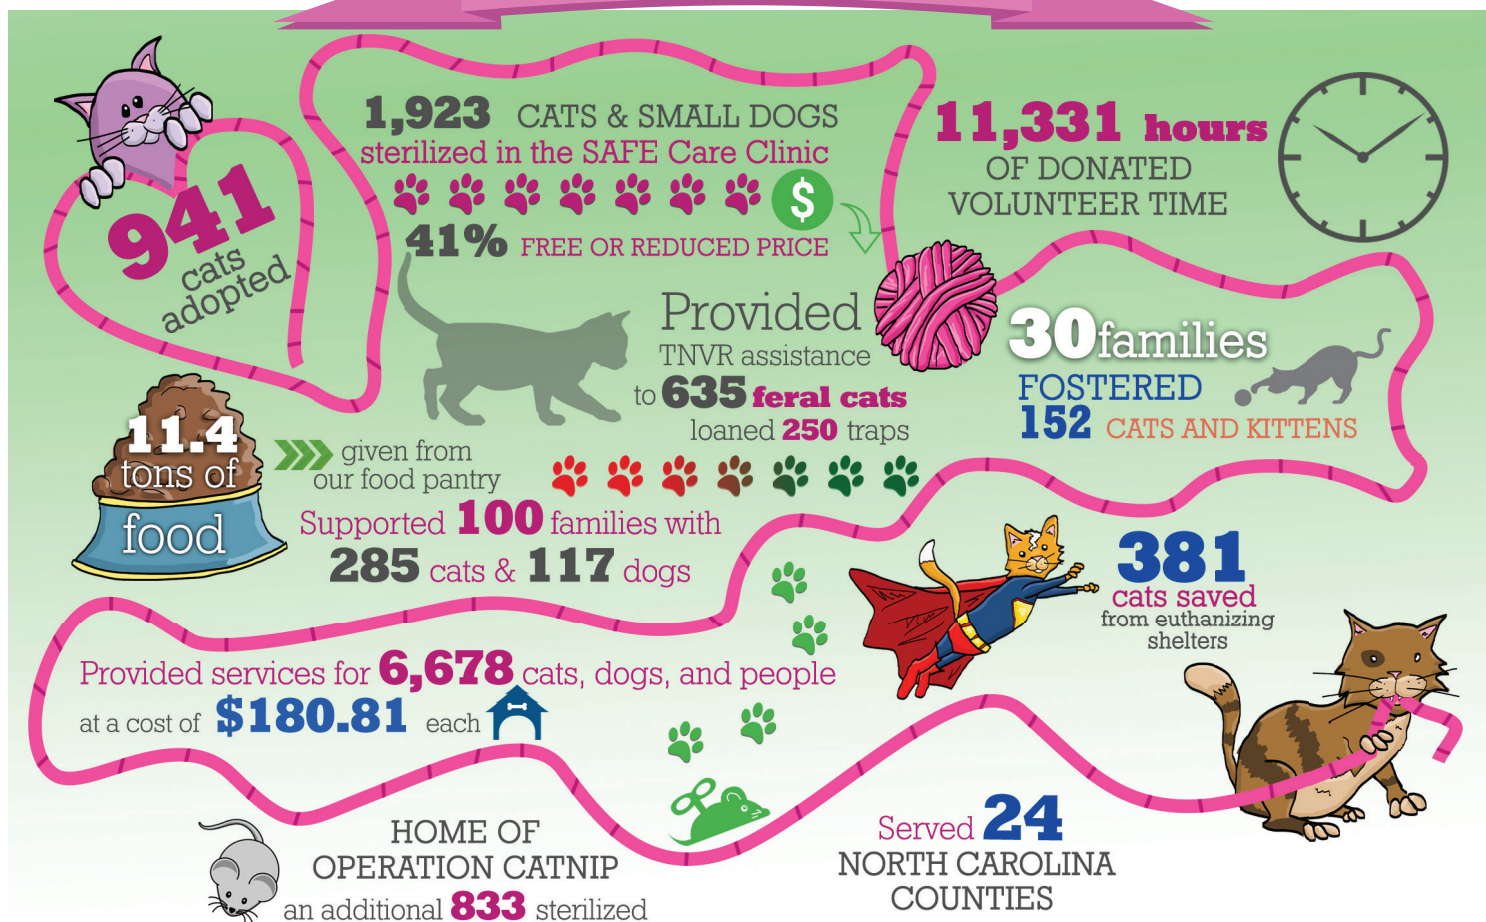 941
cats
adopted
1,923 CATS & SMALL DOGS
sterilized in the SAFE Care Clinic
$
41% FREE OR REDUCED PRICE
11,331 hours
OF DONATED
VOLUNTEER TIME
Provided
TNVR assistance
to 635 feral cats
loaned 250 traps
30 families
FOSTERED
152 CATS AND KITTENS
11.4
tons of
food
given from
our food pantry
Supported 100 families with
285 cats & 117 dogs
381
cats saved
from euthanizing
shelters
Provided services for 6,678 cats, dogs, and people
at a cost of $180.81 each
HOME OF
OPERATION CATNIP
an additional 833 sterilized
Served 24
NORTH CAROLINA
COUNTIES